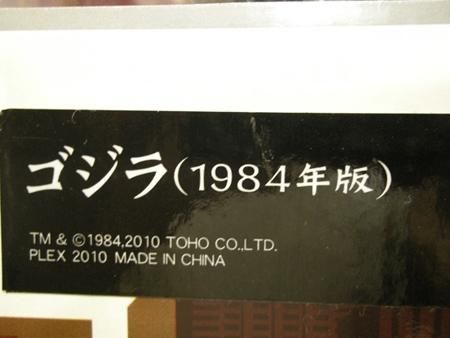 ゴジラ(1984年版)
TM & ©1984,2010 TOHO CO.,LTD.
PLEX 2010 MADE IN CHINA